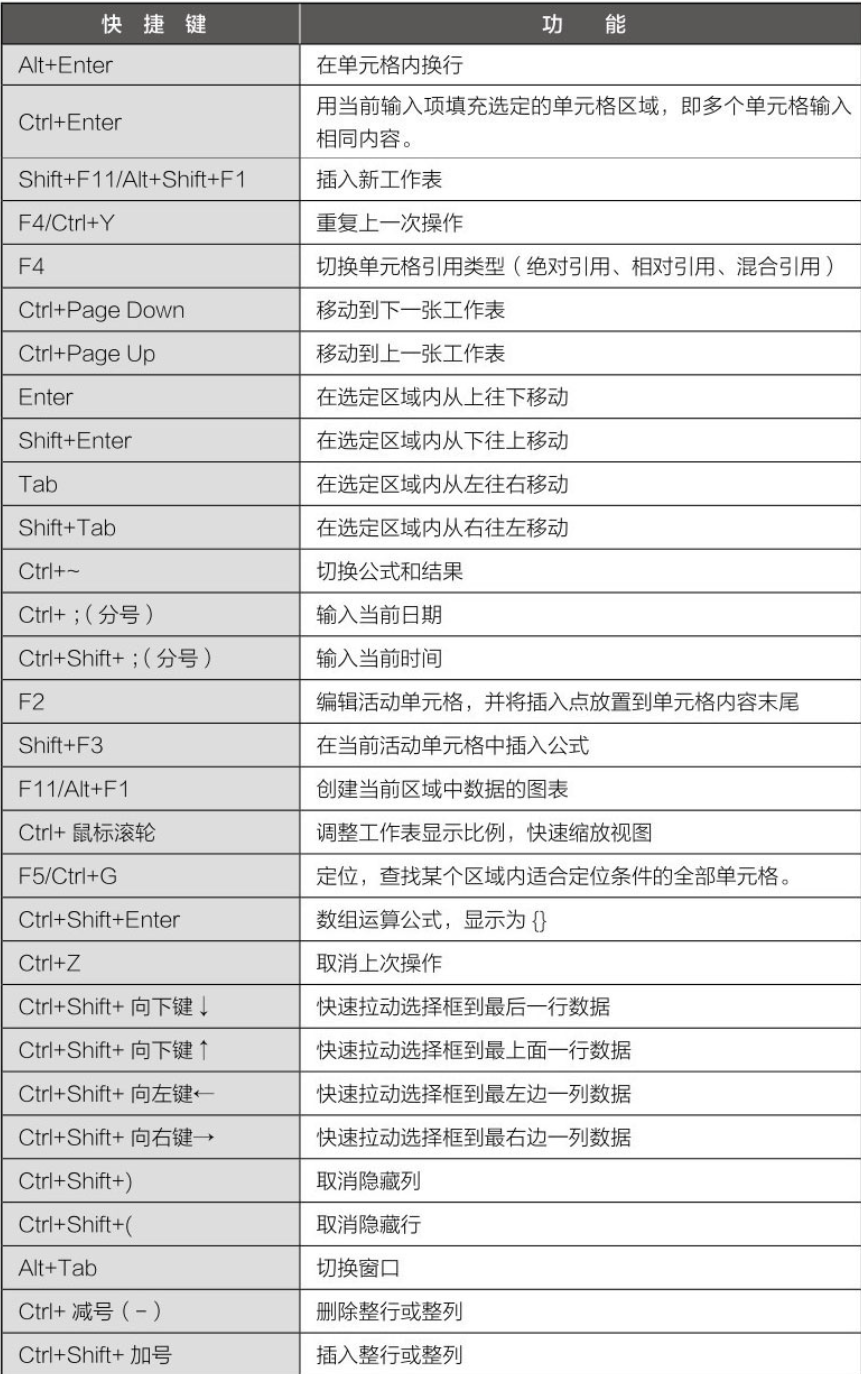 快 捷 键 功 能
Alt+Enter 在单元格内换行
Ctrl+Enter 用当前输入项填充选定的单元格区域，即多个单元格输入
相同内容。
Shift+F11/Alt+Shift+F1 插入新工作表
F4/Ctrl+Y 重复上一次操作
F4 切换单元格引用类型（绝对引用、相对引用、混合引用）
Ctrl+Page Down 移动到下一张工作表
Ctrl+Page Up 移动到上一张工作表
Enter 在选定区域内从上往下移动
Shift+Enter 在选定区域内从下往上移动
Tab 在选定区域内从左往右移动
Shift+Tab 在选定区域内从右往左移动
Ctrl+~ 切换公式和结果
Ctrl+ ;（分号） 输入当前日期
Ctrl+Shift+ ;（分号） 输入当前时间
F2 编辑活动单元格，并将插入点放置到单元格内容末尾
Shift+F3 在当前活动单元格中插入公式
F11/Alt+F1 创建当前区域中数据的图表
Ctrl+ 鼠标滚轮 调整工作表显示比例，快速缩放视图
F5/Ctrl+G 定位，查找某个区域内适合定位条件的全部单元格。
Ctrl+Shift+Enter 数组运算公式，显示为 {}
Ctrl+Z 取消上次操作
Ctrl+Shift+ 向下键↓ 快速拉动选择框到最后一行数据
Ctrl+Shift+ 向下键↑ 快速拉动选择框到最上面一行数据
Ctrl+Shift+ 向左键← 快速拉动选择框到最左边一列数据
Ctrl+Shift+ 向右键→ 快速拉动选择框到最右边一列数据
Ctrl+Shift+) 取消隐藏列
Ctrl+Shift+( 取消隐藏行
Alt+Tab 切换窗口
Ctrl+ 减号（-） 删除整行或整列
Ctrl+Shift+ 加号 插入整行或整列